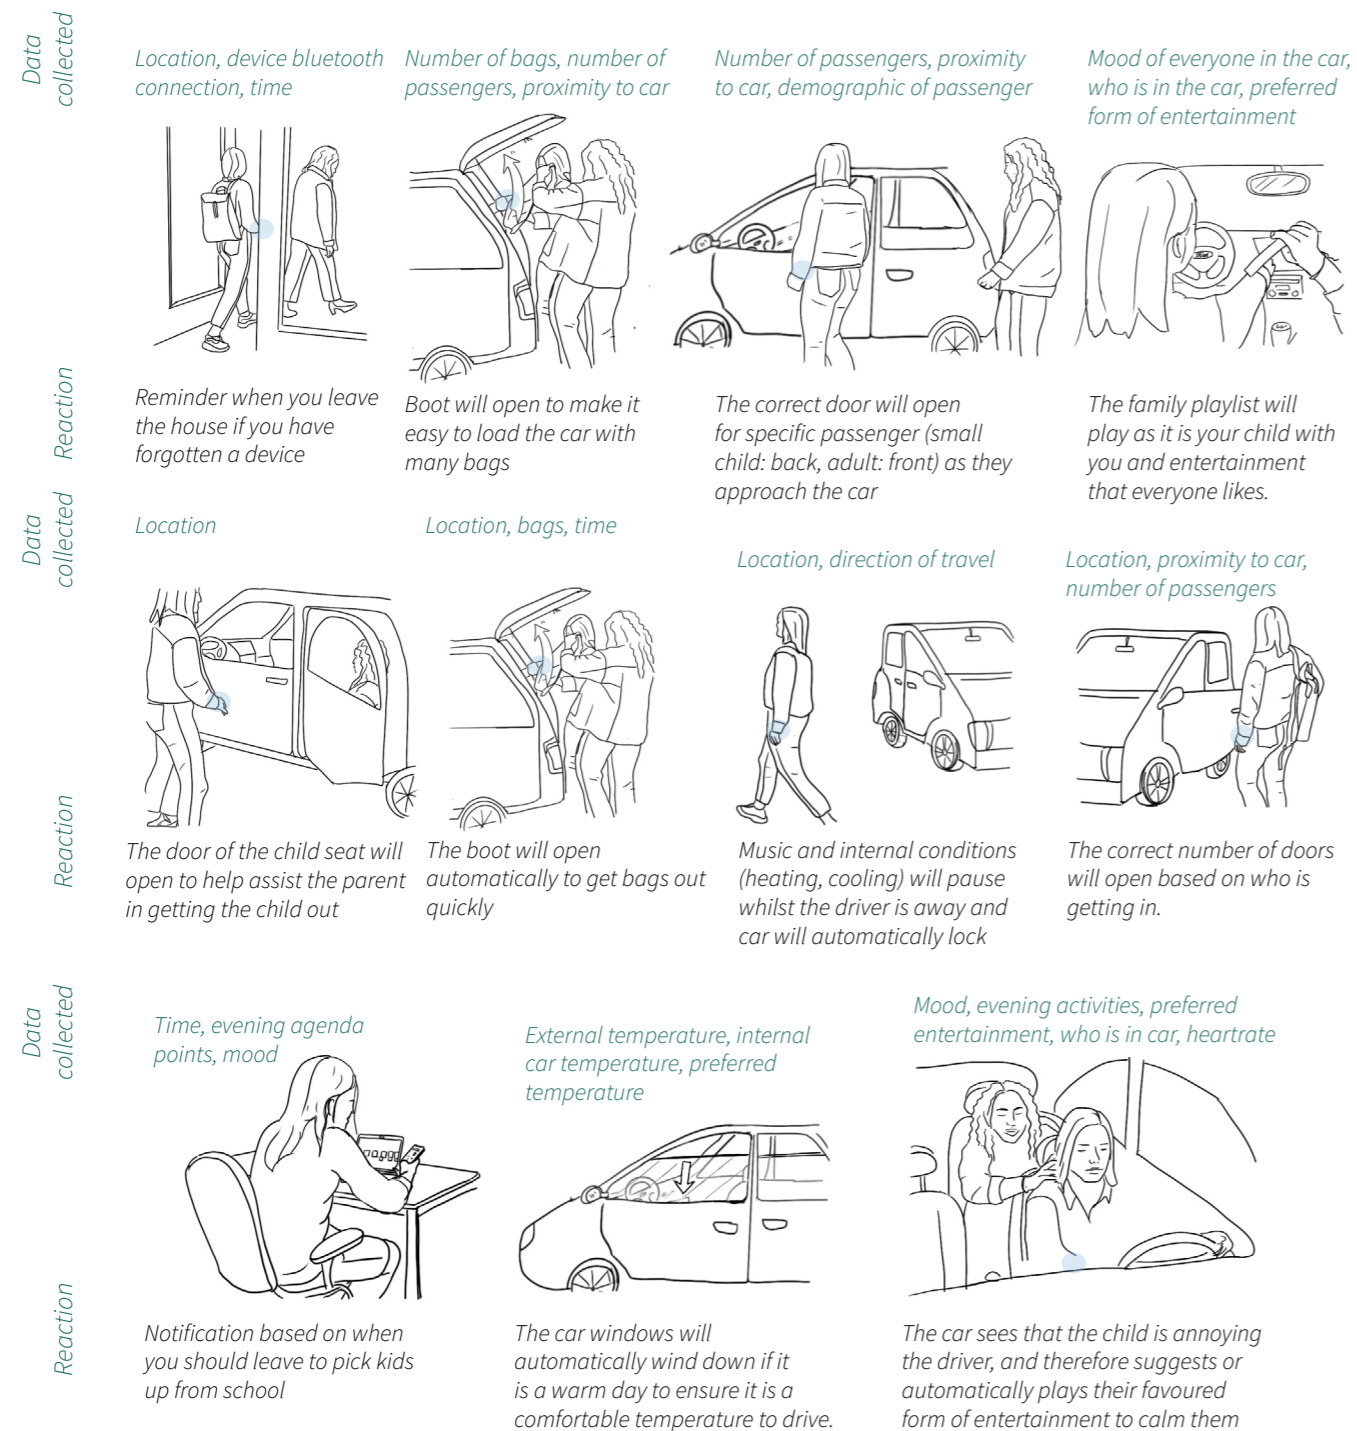 Data
collected
Location, device bluetooth
connection, time
Number of bags, number of
passengers, proximity to car
Number of passengers, proximity
to car, demographic of passenger
Mood of everyone in the car,
who is in the car, preferred
form of entertainment
Reaction
Reminder when you leave
the house if you have
forgotten a device
Boot will open to make it
easy to load the car with
many bags
The correct door will open
for specific passenger (small
child: back, adult: front) as they
approach the car
The family playlist will
play as it is your child with
you and entertainment
that everyone likes.
Data
collected
Location
Location, bags, time
Location, direction of travel
Location, proximity to car,
number of passengers
Reaction
The door of the child seat will
open to help assist the parent
in getting the child out
The boot will open
automatically to get bags out
quickly
Music and internal conditions
(heating, cooling) will pause
whilst the driver is away and
car will automatically lock
The correct number of doors
will open based on who is
getting in.
Data
collected
Time, evening agenda
points, mood
External temperature, internal
car temperature, preferred
temperature
Mood, evening activities, preferred
entertainment, who is in car, heartrate
Reaction
Notification based on when
you should leave to pick kids
up from school
The car windows will
automatically wind down if it
is a warm day to ensure it is a
comfortable temperature to drive.
The car sees that the child is annoying
the driver, and therefore suggests or
automatically plays their favoured
form of entertainment to calm them